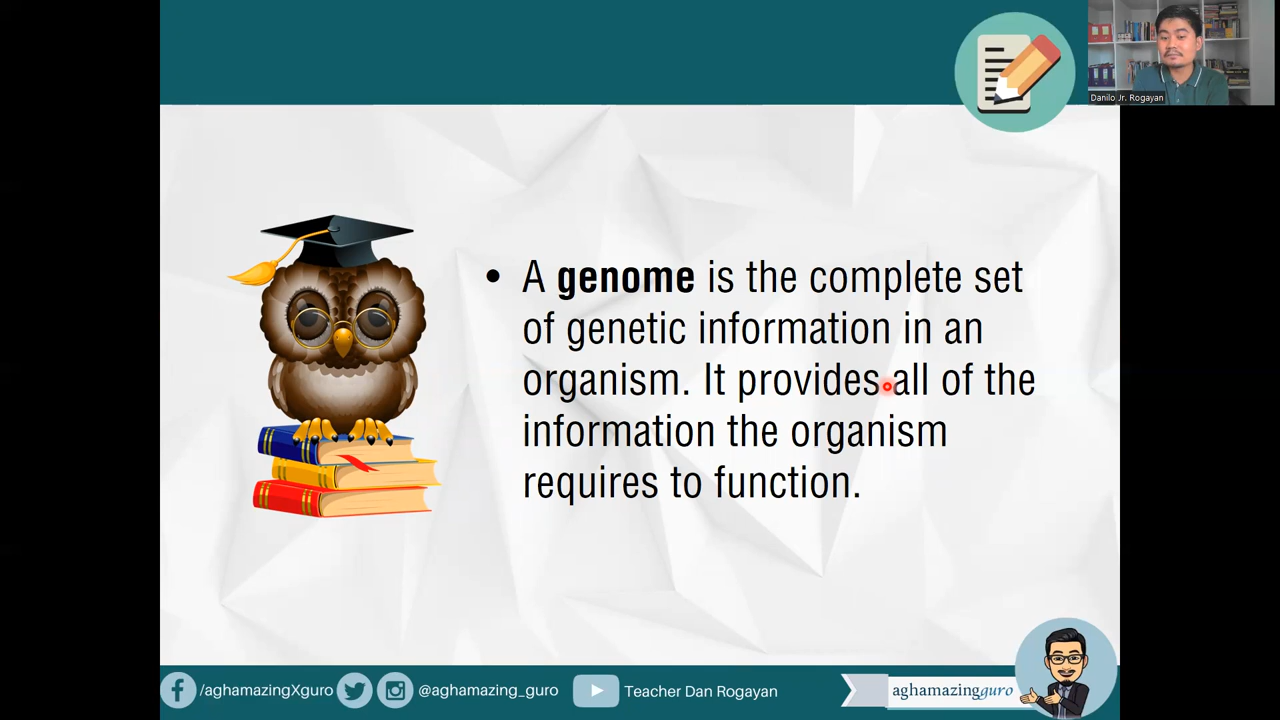 Danilo Jr. Rogayan
• A genome is the complete set
of genetic information in an
organism. It provides all of the
information the organism
requires to function.
/aghamazingXguro
@aghamazing_guro
Teacher Dan Rogayan
aghamazingguro